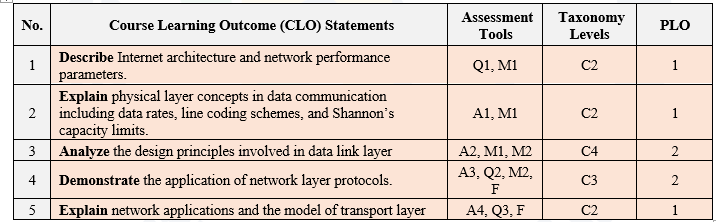 No. Course Learning Outcome (CLO) Statements Assessment Tools Taxonomy Levels PLO
1 Describe Internet architecture and network performance
parameters. Q1, M1 C2 1
2 Explain physical layer concepts in data communication
including data rates, line coding schemes, and Shannon's
capacity limits. A1, M1 C2 1
3 Analyze the design principles involved in data link layer A2, M1, M2 C4 2
4 Demonstrate the application of network layer protocols. A3, Q2, M2,
F C3 2
5 Explain network applications and the model of transport layer A4, Q3, F C2 1